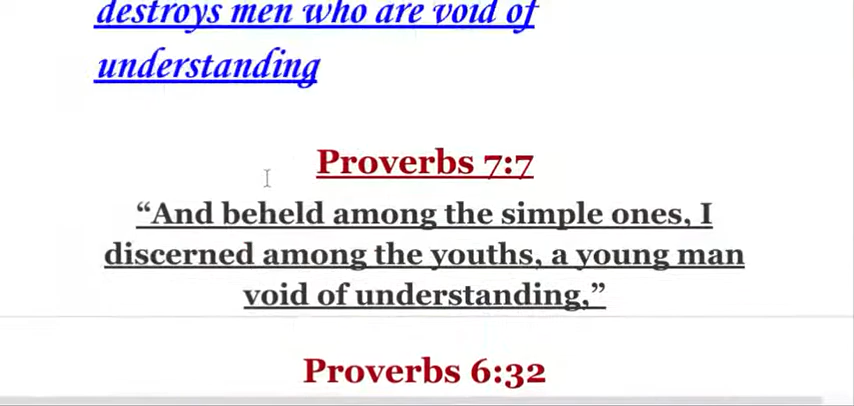 destroys men who are void of
understanding
Proverbs 7:7
“And beheld among the simple ones, I
discerned among the youths, a young man
void of understanding,”
Proverbs 6:32